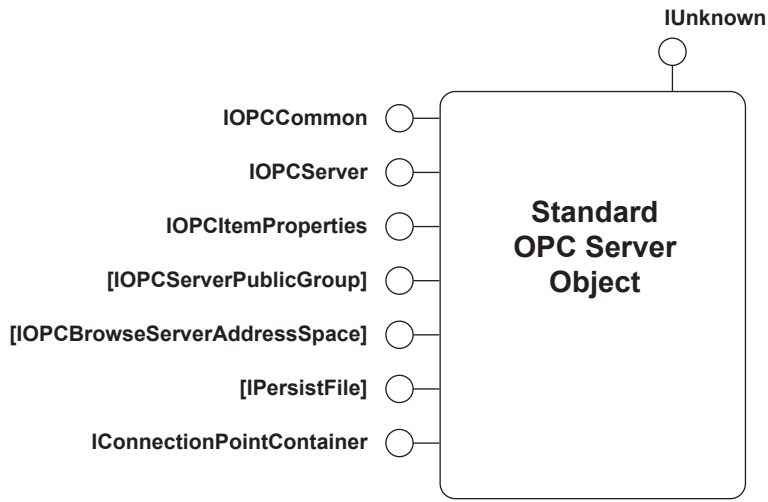 IUnknown
IOPCCommon
IOPCServer
IOPCItemProperties
[IOPCServerPublicGroup]
[IOPCBrowseServerAddressSpace]
[IPersistFile]
IConnectionPointContainer
Standard
OPC Server
Object